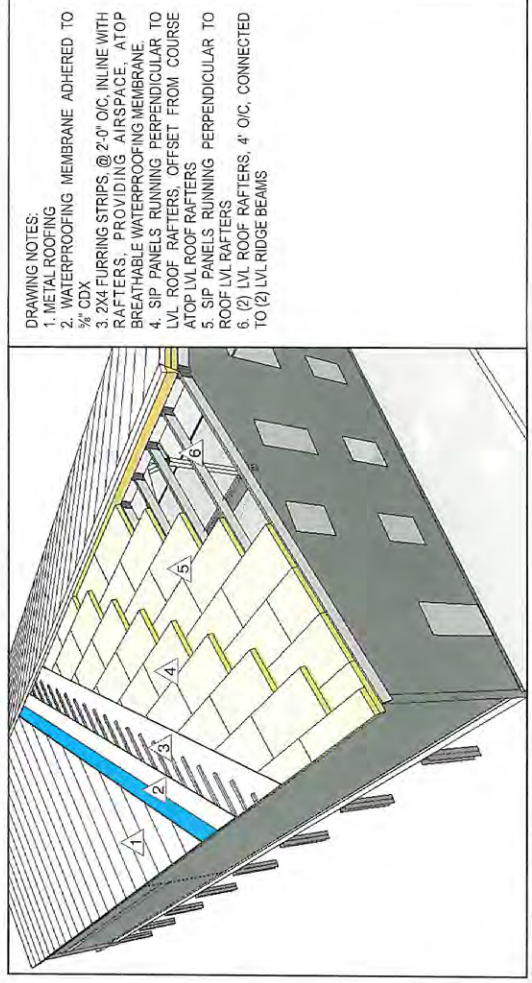 DRAWING NOTES:
1. METAL ROOFING
2. WATERPROOFING MEMBRANE ADHERED TO
⅝" CDX
3. 2X4 FURRING STRIPS, @ 2'-0" O/C, INLINE WITH
RAFTERS, PROVIDING AIRSPACE, ATOP
BREATHABLE WATERPROOFING MEMBRANE.
4. SIP PANELS RUNNING PERPENDICULAR TO
LVL ROOF RAFTERS, OFFSET FROM COURSE
ATOP LVL ROOF RAFTERS
5. SIP PANELS RUNNING PERPENDICULAR TO
ROOF LVL RAFTERS
6. (2) LVL ROOF RAFTERS, 4' O/C, CONNECTED
TO (2) LVL RIDGE BEAMS
1
2
3
4
5
6